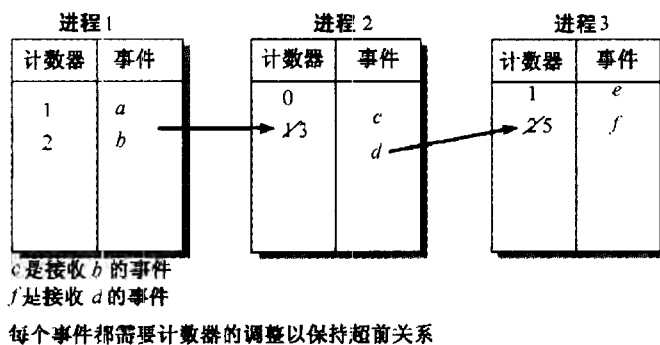 进程1 进程2 进程3
计数器 事件 计数器 事件 计数器 事件
1 a 0 c 1 e
2 b 1/3 d 2/5 f
c是接收b的事件
f是接收d的事件
每个事件都需要计数器的调整以保持超前关系